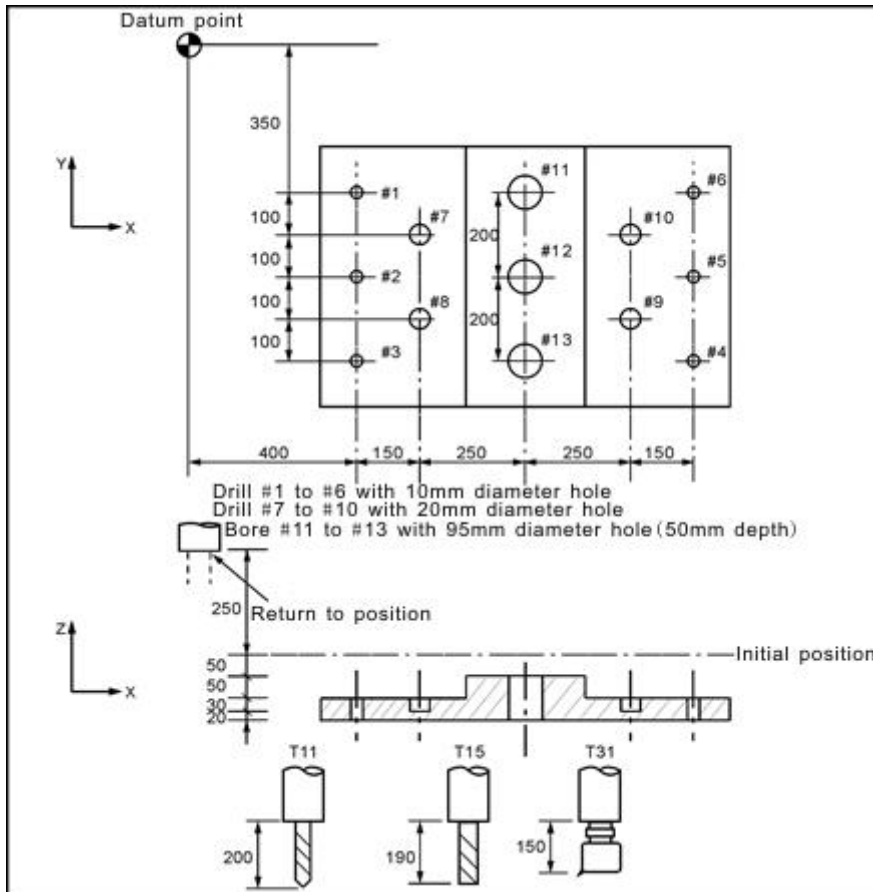 Datum point
350
Y
X
#1
#11
#6
100
#7
#10
200
100
#2
#12
#5
100
#8
#9
200
100
#3
#13
#4
400
150
250
250
150
Drill #1 to #6 with 10mm diameter hole
Drill #7 to #10 with 20mm diameter hole
Bore #11 to #13 with 95mm diameter hole(50mm depth)
250
Return to position
Z
X
Initial position
50
50
30
20
T11
T15
T31
200
190
150